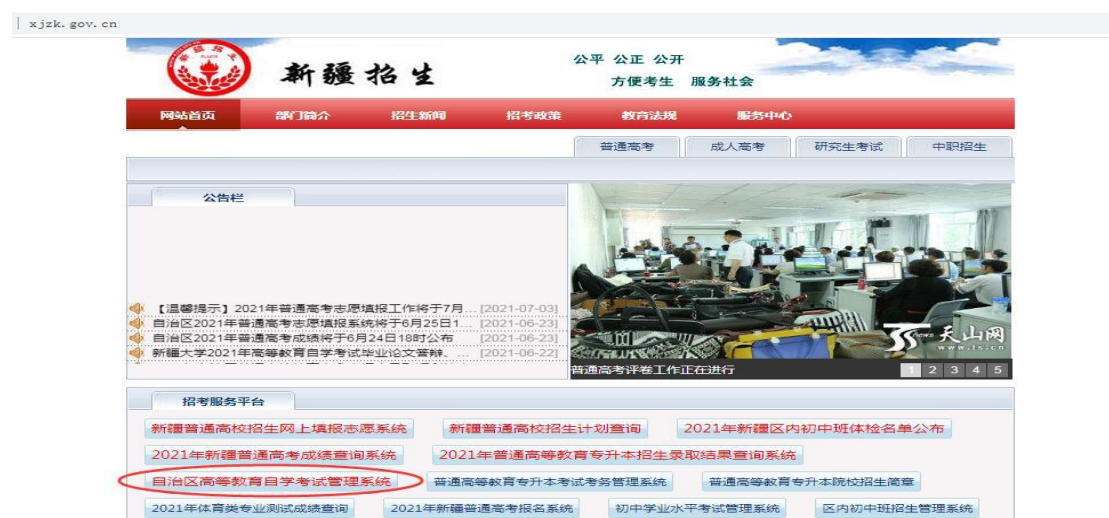 xjzk.gov.cn
新疆招生
公平 公正 公开
方便考生 服务社会
网站首页 部门简介 招生新闻 招考政策 教育法规 服务中心
普通高考 成人高考 研究生考试 中职招生
公告栏
【温馨提示】2021年普通高考志愿填报工作将于7月... [2021-07-03]
自治区2021年普通高考志愿填报系统将于6月25日1... [2021-06-23]
自治区2021年普通高考成绩将于6月24日18时公布 [2021-06-23]
新疆大学2021年高等教育自学考试毕业论文答辩、... [2021-06-22]
天山网
www.ts.cn
普通高考评卷工作正在进行 1 2 3 4 5
招考服务平台
新疆普通高校招生网上填报志愿系统 新疆普通高校招生计划查询 2021年新疆区内初中班体检名单公布
2021年新疆普通高考成绩查询系统 2021年普通高等教育专升本招生录取结果查询系统
自治区高等教育自学考试管理系统 普通高等教育专升本考试考务管理系统 普通高等教育专升本院校招生简章
2021年体育类专业测试成绩查询 2021年新疆普通高考报名系统 初中学业水平考试管理系统 区内初中班招生管理系统